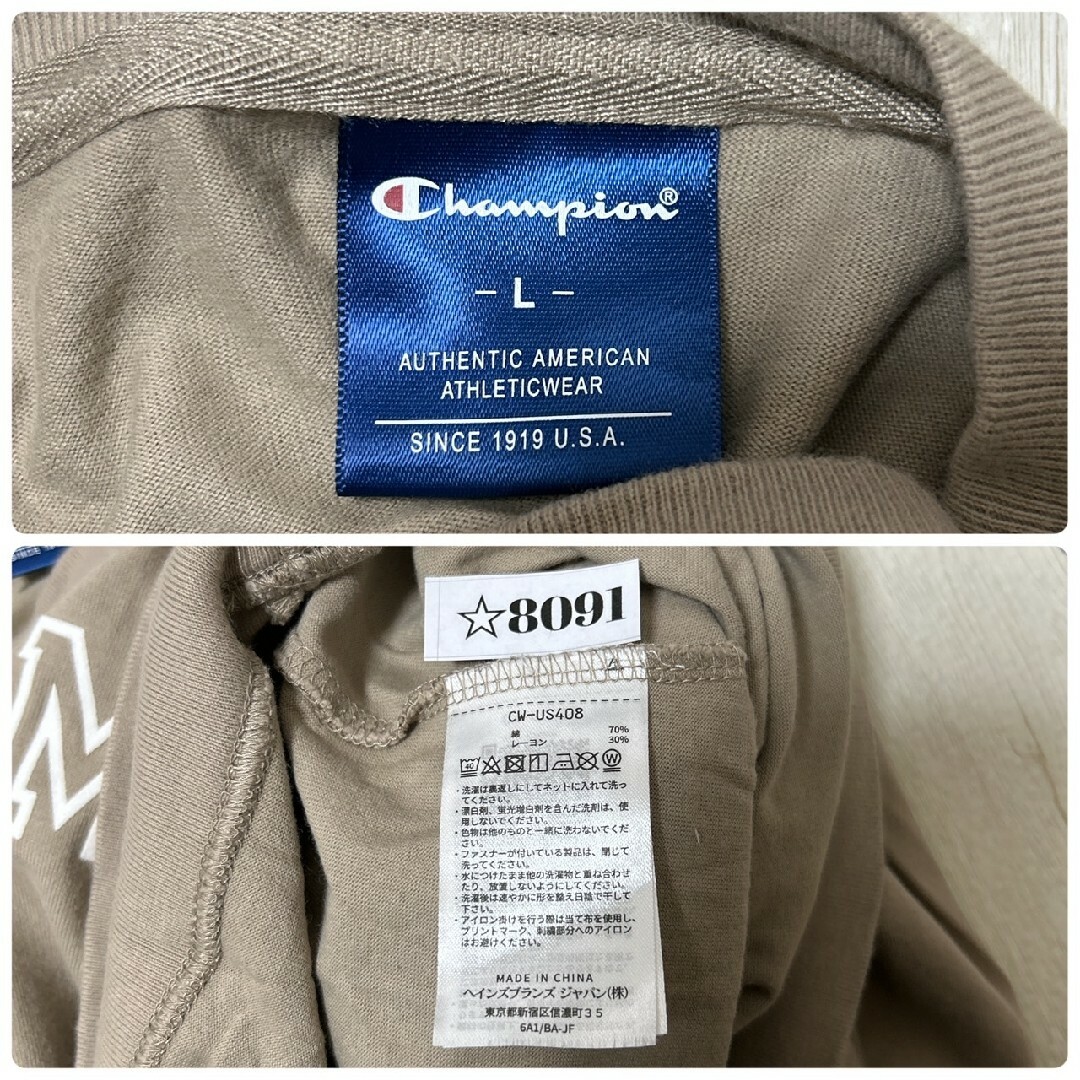 Champion®
- L -
AUTHENTIC AMERICAN
ATHLETICWEAR
SINCE 1919 U.S.A.
☆8091
CW-US408
綿 70%
レーヨン 30%
40 W
・洗濯は裏返しにしてネットに入れて洗っ
てください。
・漂白剤、蛍光増白剤を含んだ洗剤は、使
用しないでください。
・色物は他のものと一緒に洗わないでくだ
さい。
・ファスナーが付いている製品は、閉じて
洗ってください。
・水につけたまま他の洗濯物と重ね合わせ
たり、放置しないようにしてください。
・洗濯後は速やかに形を整え日陰で干して
下さい。
・アイロン掛けを行う際は当て布を使用し、
プリントマーク、刺繍部分へのアイロン
はお避けください。
MADE IN CHINA
ヘインズブランズ ジャパン(株)
東京都新宿区信濃町35
6A1/BA-JF